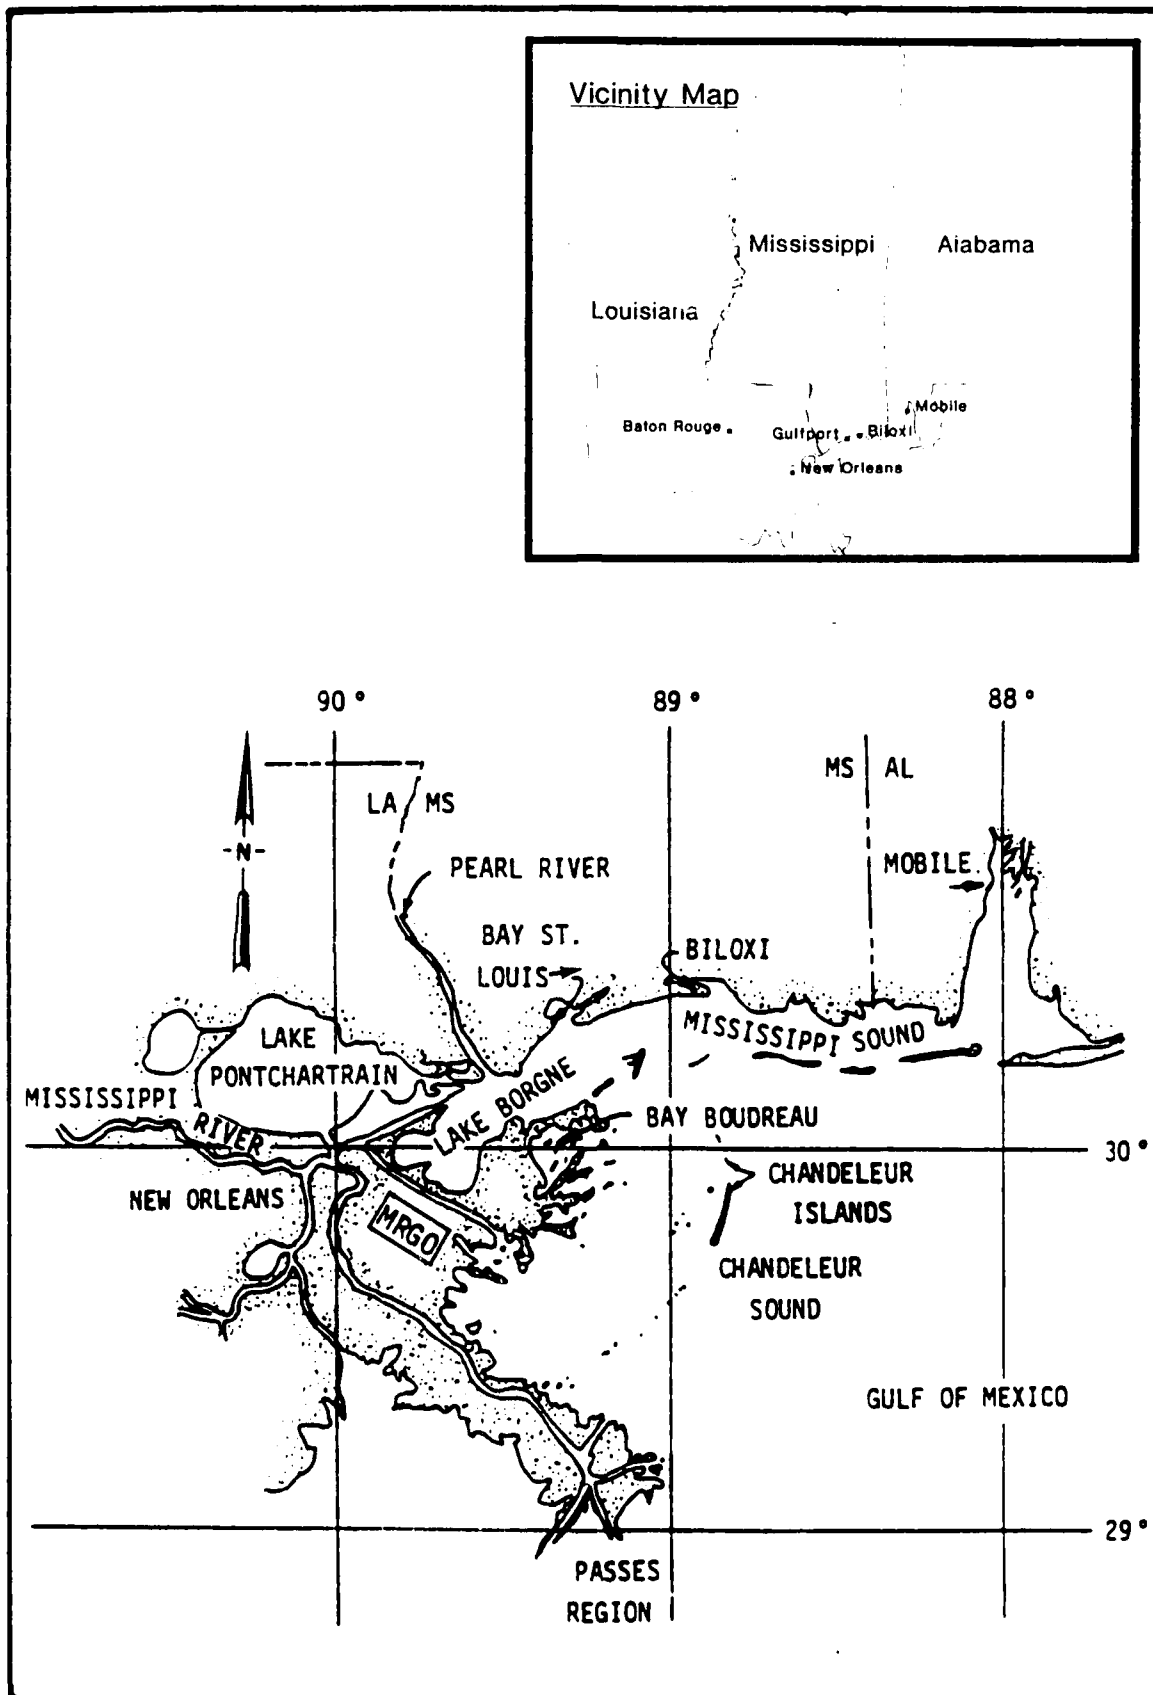 Vicinity Map
Mississippi
Alabama
Louisiana
Mobile
Baton Rouge
Gulfport
Biloxi
New Orleans
90°
89°
88°
MS AL
LA MS
-N-
MOBILE
PEARL RIVER
BAY ST.
LOUIS
BILOXI
MISSISSIPPI SOUND
LAKE
PONTCHARTRAIN
LAKE BORGNE
MISSISSIPPI
RIVER
BAY BOUDREAU
30°
CHANDELEUR
ISLANDS
NEW ORLEANS
MRGO
CHANDELEUR
SOUND
GULF OF MEXICO
29°
PASSES
REGION